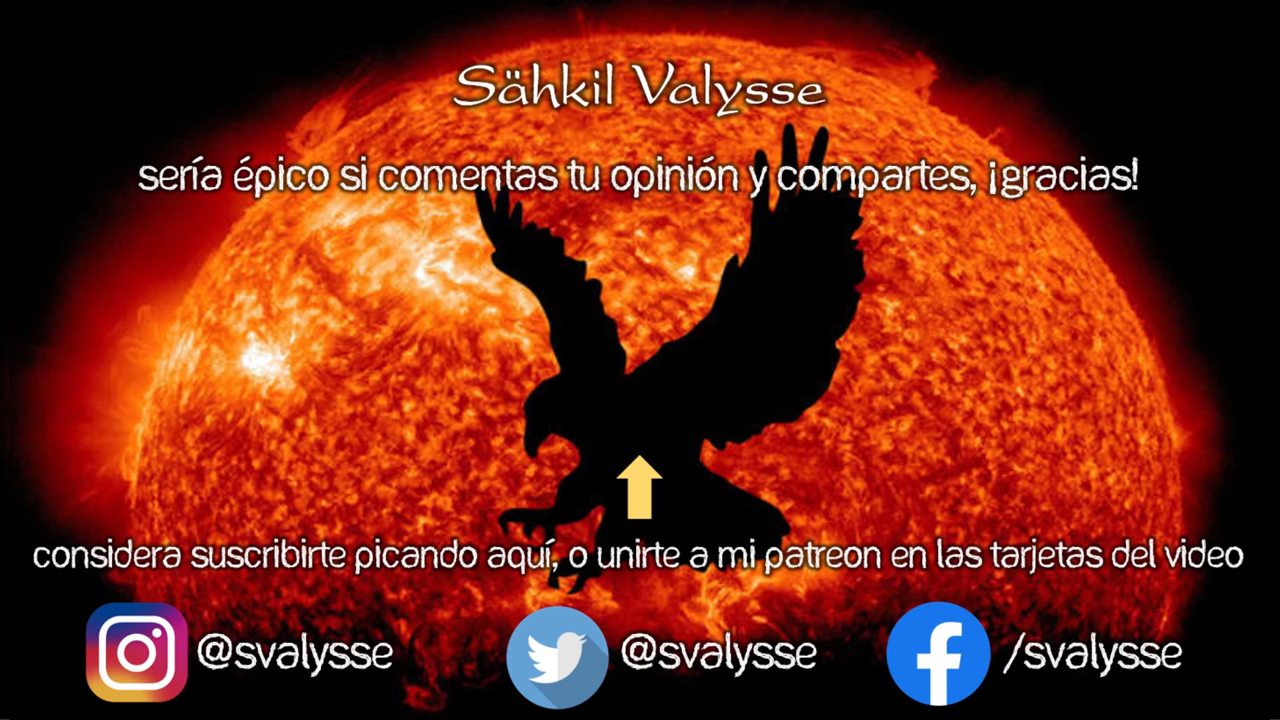 Sähkil Valysse
sería épico si comentas tu opinión y compartes, ¡gracias!
considera suscribirte picando aquí, o unirte a mi patreon en las tarjetas del video
@svalysse @svalysse /svalysse